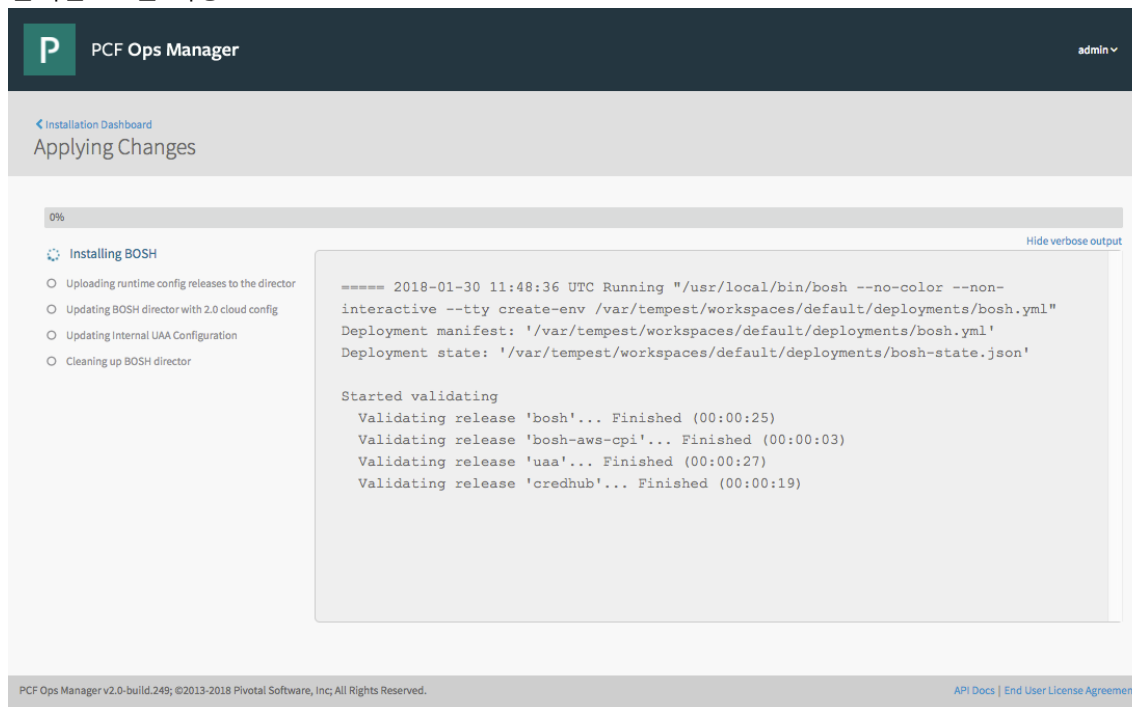 P PCF Ops Manager
admin
Installation Dashboard
Applying Changes
0%
Hide verbose output
Installing BOSH
Uploading runtime config releases to the director
Updating BOSH director with 2.0 cloud config
Updating Internal UAA Configuration
Cleaning up BOSH director
===== 2018-01-30 11:48:36 UTC Running "/usr/local/bin/bosh --no-color --non-
interactive --tty create-env /var/tempest/workspaces/default/deployments/bosh.yml"
Deployment manifest: '/var/tempest/workspaces/default/deployments/bosh.yml'
Deployment state: '/var/tempest/workspaces/default/deployments/bosh-state.json'
Started validating
Validating release 'bosh'... Finished (00:00:25)
Validating release 'bosh-aws-cpi'... Finished (00:00:03)
Validating release 'uaa'... Finished (00:00:27)
Validating release 'credhub'... Finished (00:00:19)
PCF Ops Manager v2.0-build.249; ©2013-2018 Pivotal Software, Inc; All Rights Reserved.
API Docs | End User License Agreemen